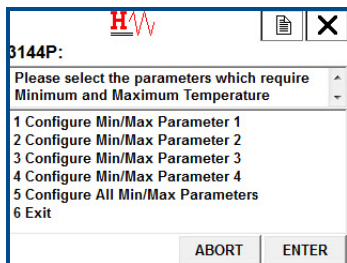 H
3144P:
Please select the parameters which require
Minimum and Maximum Temperature
1 Configure Min/Max Parameter 1
2 Configure Min/Max Parameter 2
3 Configure Min/Max Parameter 3
4 Configure Min/Max Parameter 4
5 Configure All Min/Max Parameters
6 Exit
ABORT ENTER